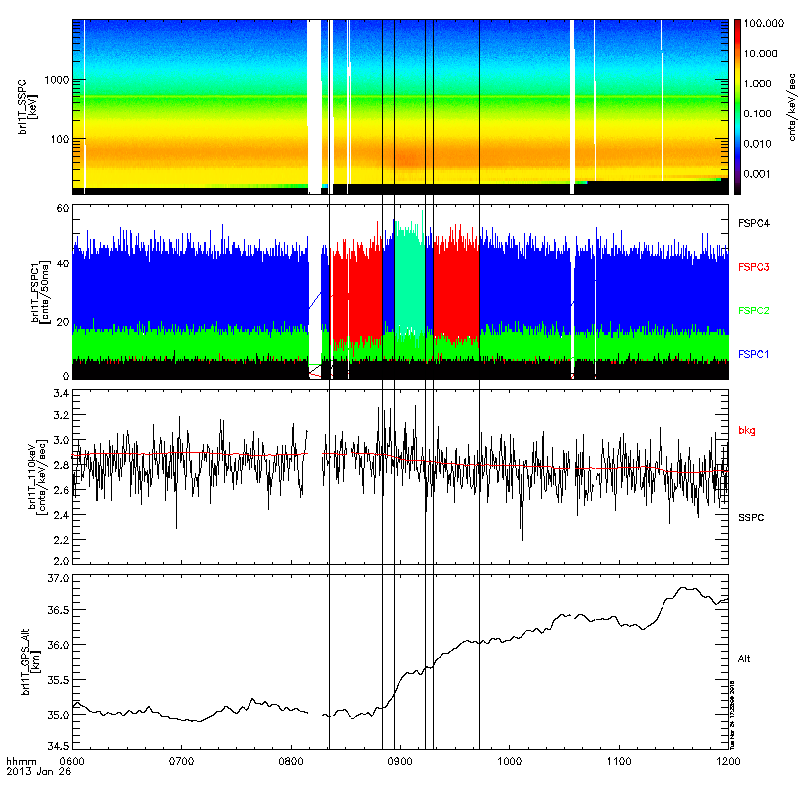 brl1T_SSPC
[keV]
1000
100
100.000
10.000
1.000
0.100
0.010
0.001
cnts/keV/sec
brl1T_FSPC1
[cnts/50ms]
60
40
20
0
FSPC4
FSPC3
FSPC2
FSPC1
brl1T_110keV
[cnts/keV/sec]
3.4
3.2
3.0
2.8
2.6
2.4
2.2
2.0
bkg
SSPC
brl1T_GPS_Alt
[km]
37.0
36.5
36.0
35.5
35.0
34.5
Alt
hhmm
0600
0700
0800
0900
1000
1100
1200
2013 Jan 26